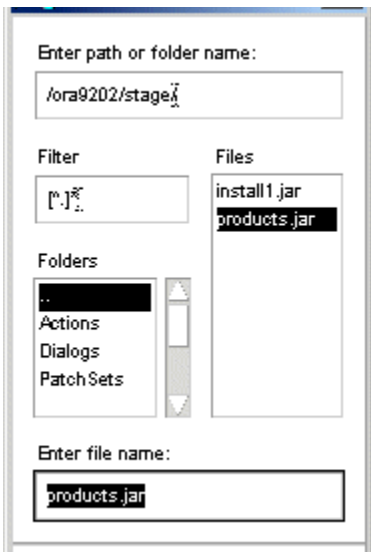 Enter path or folder name:
/ora9202/stage/
Filter
[^.]*
Files
install1.jar
products.jar
Folders
..
Actions
Dialogs
PatchSets
Enter file name:
products.jar